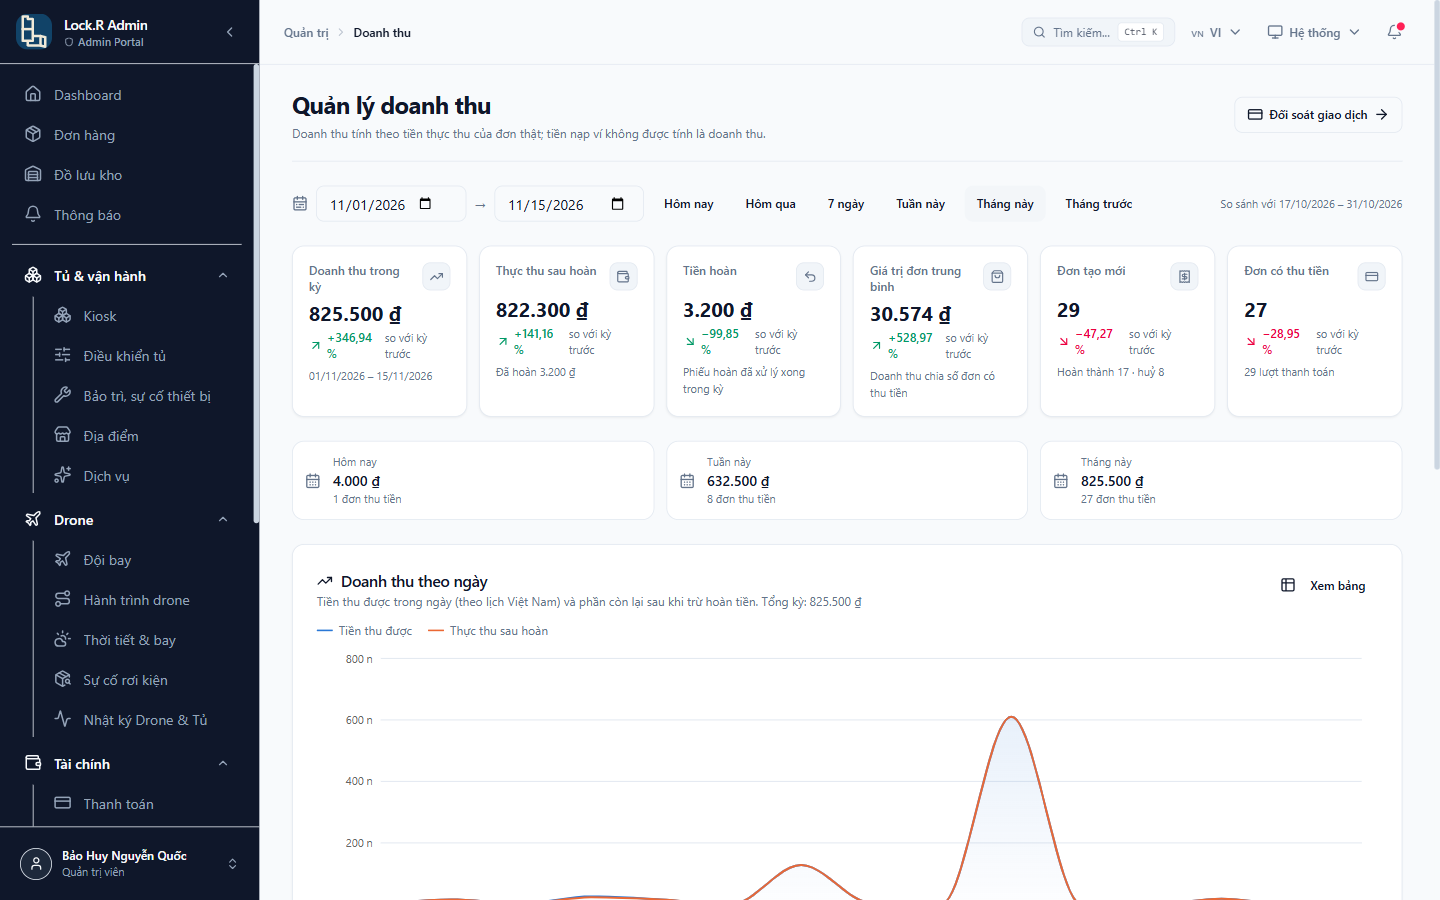 Lock.R Admin
Admin Portal
Dashboard
Đơn hàng
Đồ lưu kho
Thông báo
Tủ & vận hành
Kiosk
Điều khiển tủ
Bảo trì, sự cố thiết bị
Địa điểm
Dịch vụ
Drone
Đội bay
Hành trình drone
Thời tiết & bay
Sự cố rơi kiện
Nhật ký Drone & Tủ
Tài chính
Thanh toán
Bảo Huy Nguyễn Quốc
Quản trị viên
Quản trị > Doanh thu
Tìm kiếm... Ctrl K
VN VI
Hệ thống
Quản lý doanh thu
Doanh thu tính theo tiền thực thu của đơn thật; tiền nạp ví không được tính là doanh thu.
Đối soát giao dịch →
11/01/2026 → 11/15/2026
Hôm nay
Hôm qua
7 ngày
Tuần này
Tháng này
Tháng trước
So sánh với 17/10/2026 – 31/10/2026
Doanh thu trong
kỳ
825.500 ₫
+346,94
%
so với kỳ
trước
01/11/2026 – 15/11/2026
Thực thu sau hoàn
822.300 ₫
+141,16
%
so với kỳ
trước
Đã hoàn 3.200 ₫
Tiền hoàn
3.200 ₫
−99,85
%
so với kỳ
trước
Phiếu hoàn đã xử lý xong
trong kỳ
Giá trị đơn trung
bình
30.574 ₫
+528,97
%
so với kỳ
trước
Doanh thu chia số đơn có
thu tiền
Đơn tạo mới
29
−47,27
%
so với kỳ
trước
Hoàn thành 17 · huỷ 8
Đơn có thu tiền
27
−28,95
%
so với kỳ
trước
29 lượt thanh toán
Hôm nay
4.000 ₫
1 đơn thu tiền
Tuần này
632.500 ₫
8 đơn thu tiền
Tháng này
825.500 ₫
27 đơn thu tiền
Doanh thu theo ngày
Tiền thu được trong ngày (theo lịch Việt Nam) và phần còn lại sau khi trừ hoàn tiền. Tổng kỳ: 825.500 ₫
Xem bảng
Tiền thu được
Thực thu sau hoàn
800 n
600 n
400 n
200 n